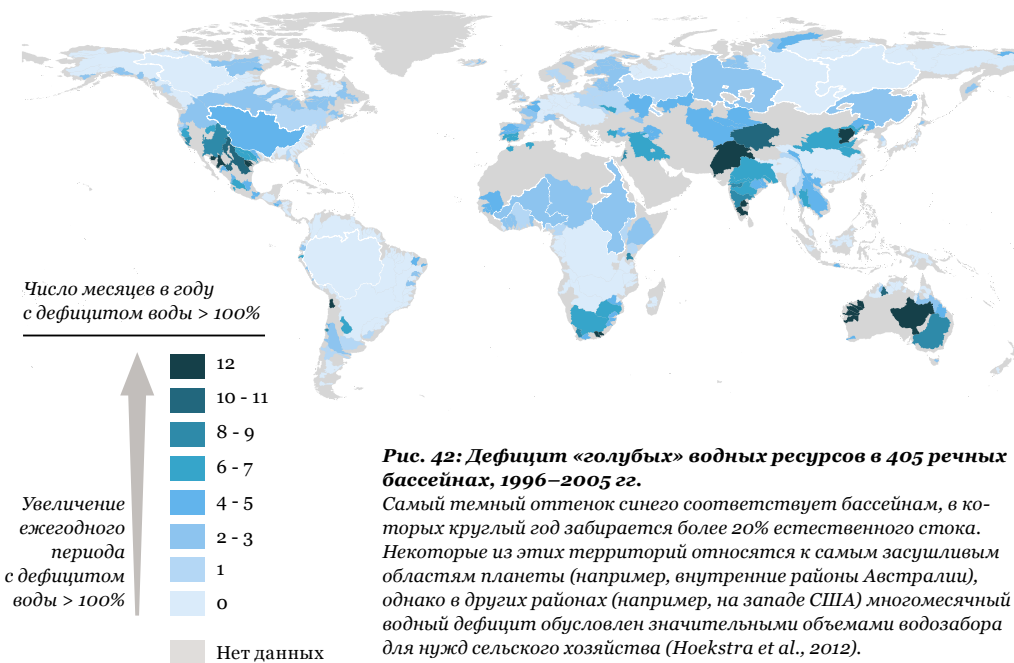 Число месяцев в году
с дефицитом воды > 100%
12
10 - 11
8 - 9
6 - 7
4 - 5
2 - 3
1
0
Нет данных
Увеличение
ежегодного
периода
с дефицитом
воды > 100%
Рис. 42: Дефицит «голубых» водных ресурсов в 405 речных
бассейнах, 1996–2005 гг.
Самый темный оттенок синего соответствует бассейнам, в ко-
торых круглый год забирается более 20% естественного стока.
Некоторые из этих территорий относятся к самым засушливым
областям планеты (например, внутренние районы Австралии),
однако в других районах (например, на западе США) многомесячный
водный дефицит обусловлен значительными объемами водозабора
для нужд сельского хозяйства (Hoekstra et al., 2012).